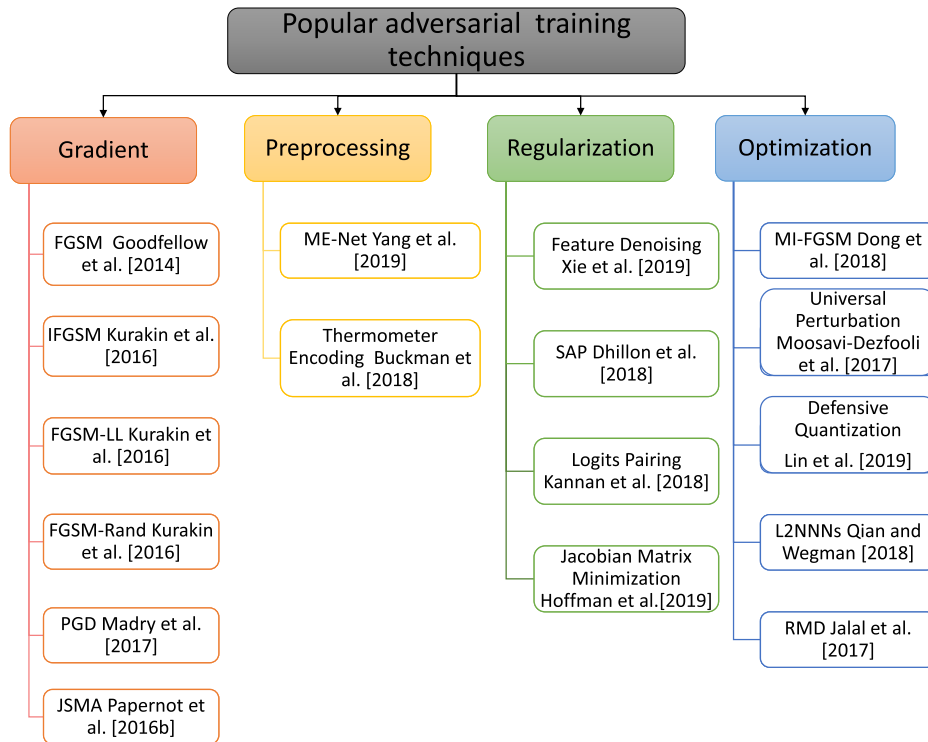 Popular adversarial training
techniques
Gradient
Preprocessing
Regularization
Optimization
FGSM Goodfellow
et al. [2014]
IFGSM Kurakin et al.
[2016]
FGSM-LL Kurakin et
al. [2016]
FGSM-Rand Kurakin
et al. [2016]
PGD Madry et al.
[2017]
JSMA Papernot et
al. [2016b]
ME-Net Yang et al.
[2019]
Thermometer
Encoding Buckman et
al. [2018]
Feature Denoising
Xie et al. [2019]
SAP Dhillon et al.
[2018]
Logits Pairing
Kannan et al. [2018]
Jacobian Matrix
Minimization
Hoffman et al.[2019]
MI-FGSM Dong et
al. [2018]
Universal
Perturbation
Moosavi-Dezfooli
et al. [2017]
Defensive
Quantization
Lin et al. [2019]
L2NNNs Qian and
Wegman [2018]
RMD Jalal et al.
[2017]